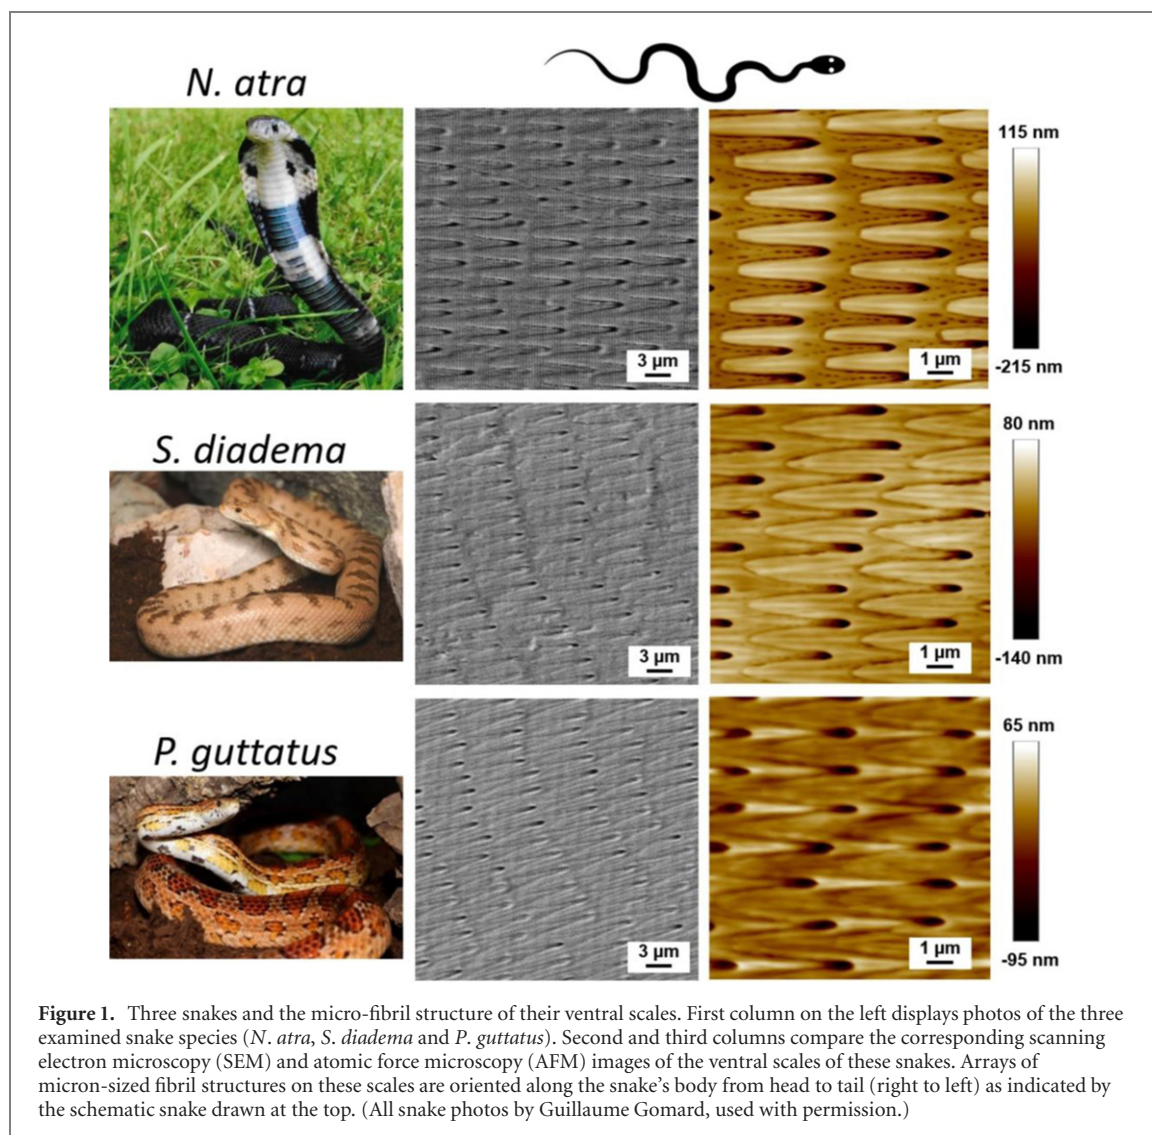 N. atra
115 nm
3 µm
1 µm
-215 nm
S. diadema
80 nm
3 µm
1 µm
-140 nm
P. guttatus
65 nm
3 µm
1 µm
-95 nm
Figure 1. Three snakes and the micro-fibril structure of their ventral scales. First column on the left displays photos of the three
examined snake species (N. atra, S. diadema and P. guttatus). Second and third columns compare the corresponding scanning
electron microscopy (SEM) and atomic force microscopy (AFM) images of the ventral scales of these snakes. Arrays of
micron-sized fibril structures on these scales are oriented along the snake's body from head to tail (right to left) as indicated by
the schematic snake drawn at the top. (All snake photos by Guillaume Gomard, used with permission.)